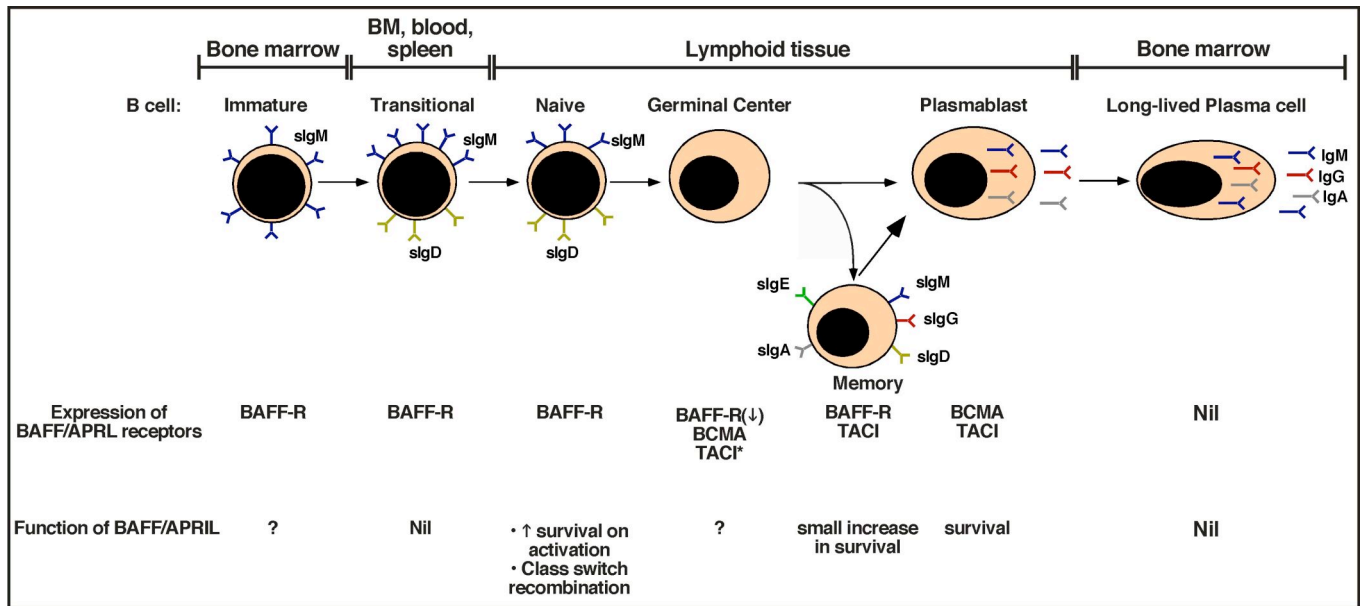 Bone marrow
BM, blood,
spleen
Lymphoid tissue
Bone marrow
B cell:
Immature
Transitional
Naive
Germinal Center
Plasmablast
Long-lived Plasma cell
sIgM
sIgM
sIgD
sIgM
sIgD
IgM
IgG
IgA
sIgE
sIgM
sIgG
sIgA
sIgD
Memory
Expression of
BAFF/APRL receptors
BAFF-R
BAFF-R
BAFF-R
BAFF-R(↓)
BCMA
TACI*
BAFF-R
TACI
BCMA
TACI
Nil
Function of BAFF/APRIL
?
Nil
• ↑ survival on
activation
• Class switch
recombination
?
small increase
in survival
survival
Nil